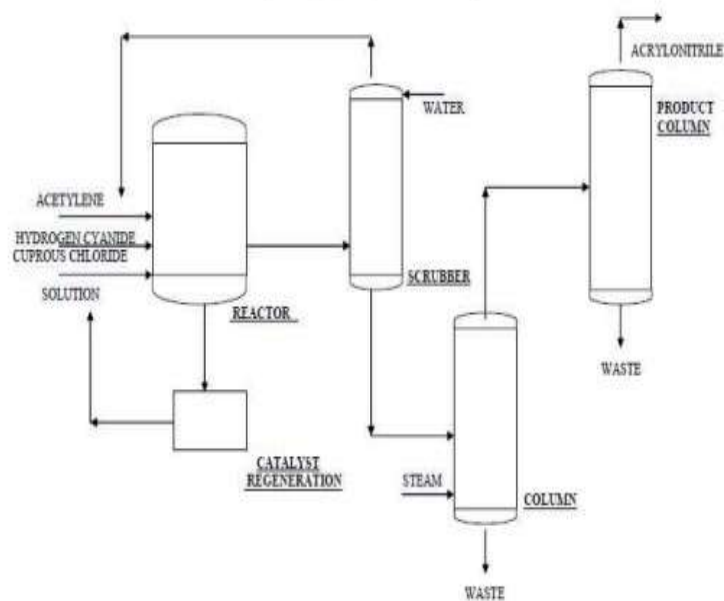 ACRYLONITRILE
WATER
PRODUCT
COLUMN
ACETYLENE
HYDROGEN CYANIDE
CUPROUS CHLORIDE
SOLUTION
SCRUBBER
REACTOR
WASTE
CATALYST
REGENERATION
STEAM
COLUMN
WASTE